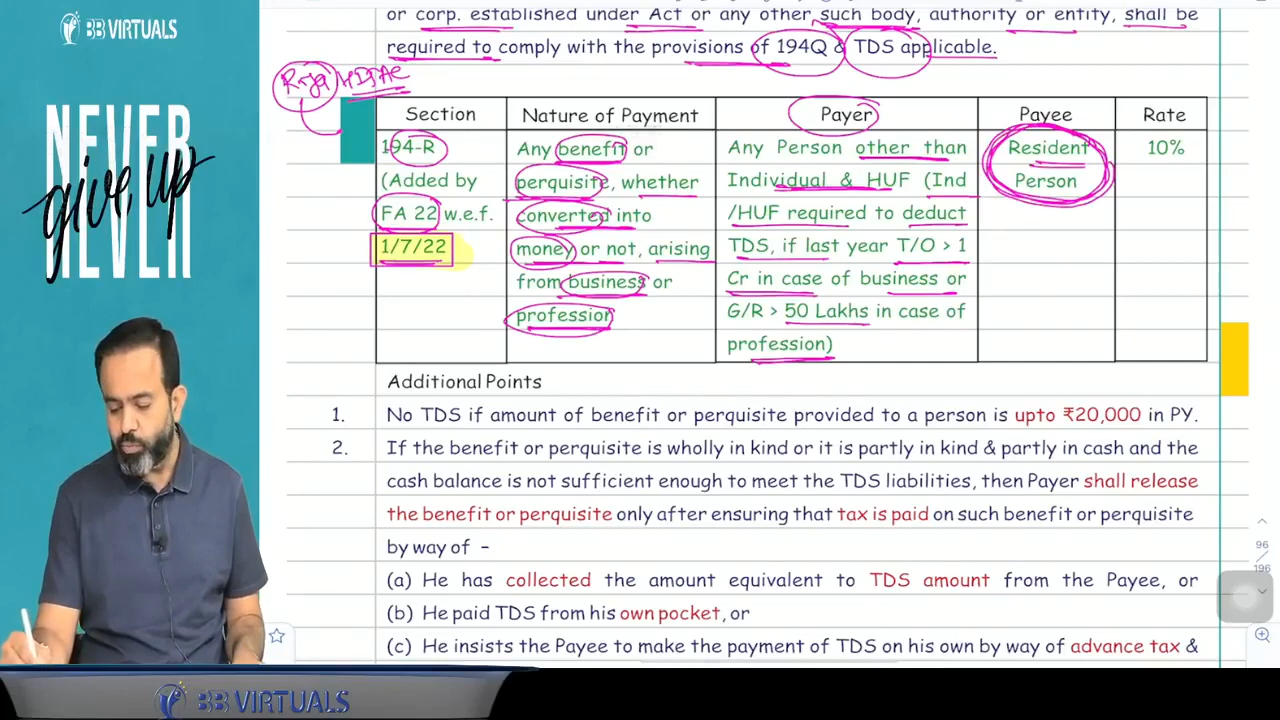 BB VIRTUALS
NEVER
give up
NEVER
or corp. established under Act or any other such body, authority or entity, shall be
required to comply with the provisions of 194Q & TDS applicable.
Section
Nature of Payment
Payer
Payee
Rate
194-R
(Added by
FA 22 w.e.f.
1/7/22
Any benefit or
perquisite, whether
converted into
money or not, arising
from business or
profession
Any Person other than
Individual & HUF (Ind
/HUF required to deduct
TDS, if last year T/O > 1
Cr in case of business or
G/R > 50 Lakhs in case of
profession)
Resident
Person
10%
Additional Points
1. No TDS if amount of benefit or perquisite provided to a person is upto ₹20,000 in PY.
2. If the benefit or perquisite is wholly in kind or it is partly in kind & partly in cash and the
cash balance is not sufficient enough to meet the TDS liabilities, then Payer shall release
the benefit or perquisite only after ensuring that tax is paid on such benefit or perquisite
by way of –
(a) He has collected the amount equivalent to TDS amount from the Payee, or
(b) He paid TDS from his own pocket, or
(c) He insists the Payee to make the payment of TDS on his own by way of advance tax &
96
196
BB VIRTUALS